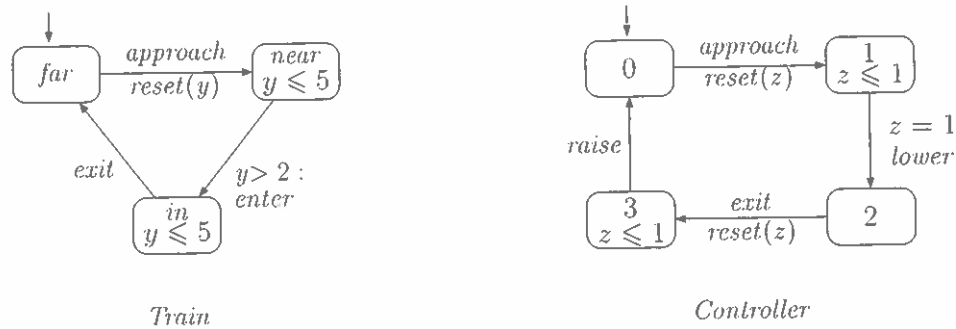 far
approach
reset(y)
near
y ⩽ 5
exit
y> 2 :
enter
in
y ⩽ 5
Train
0
approach
reset(z)
1
z ⩽ 1
raise
z = 1
lower
3
z ⩽ 1
exit
reset(z)
2
Controller